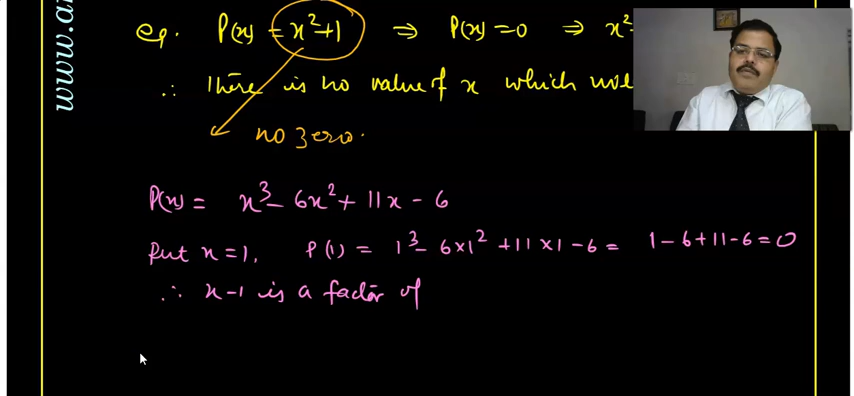 www.a
eg. P(x) = x²+1 ⇒ P(x)=0 ⇒ x²-
∴ There is no value of x which
no zero.
P(x) = x³- 6x²+ 11x - 6
Put x=1, P(1) = 1³- 6×1² +11×1-6 = 1-6+11-6=0
∴ x-1 is a factor of